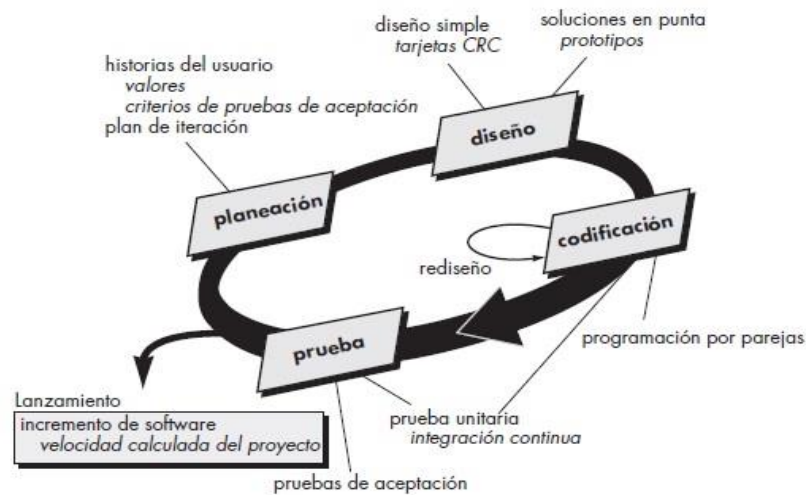 diseño simple
tarjetas CRC
soluciones en punta
prototipos
historias del usuario
valores
criterios de pruebas de aceptación
plan de iteración
diseño
planeación
codificación
rediseño
prueba
programación por parejas
Lanzamiento
incremento de software
velocidad calculada del proyecto
prueba unitaria
integración continua
pruebas de aceptación